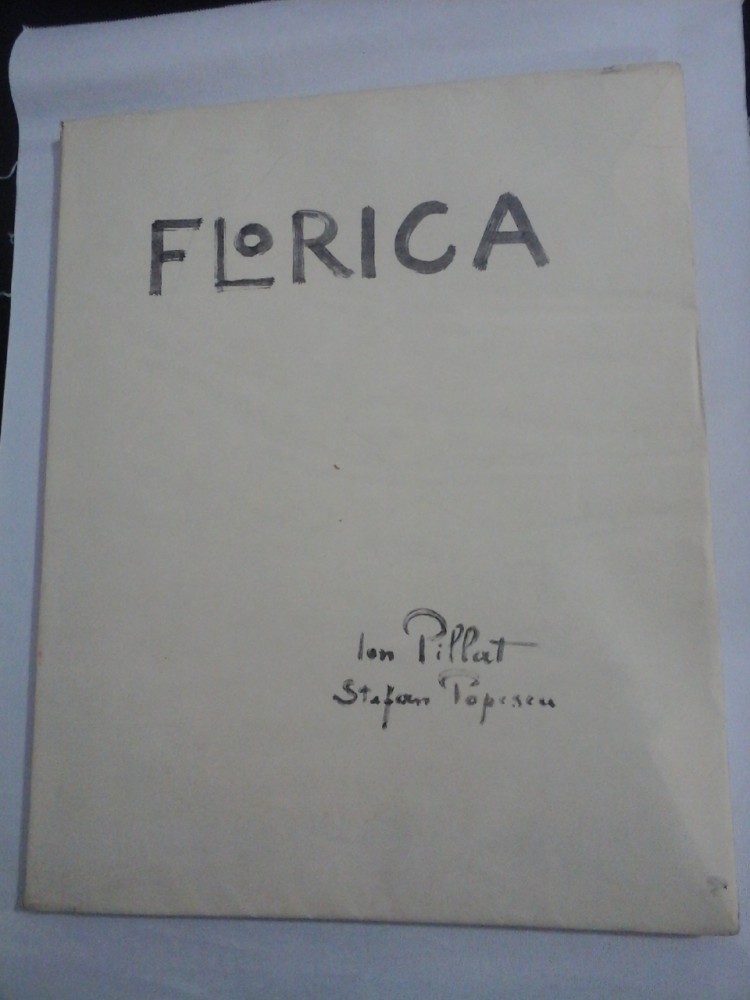 FLORICA
Ion Pillat
Stefan Popescu